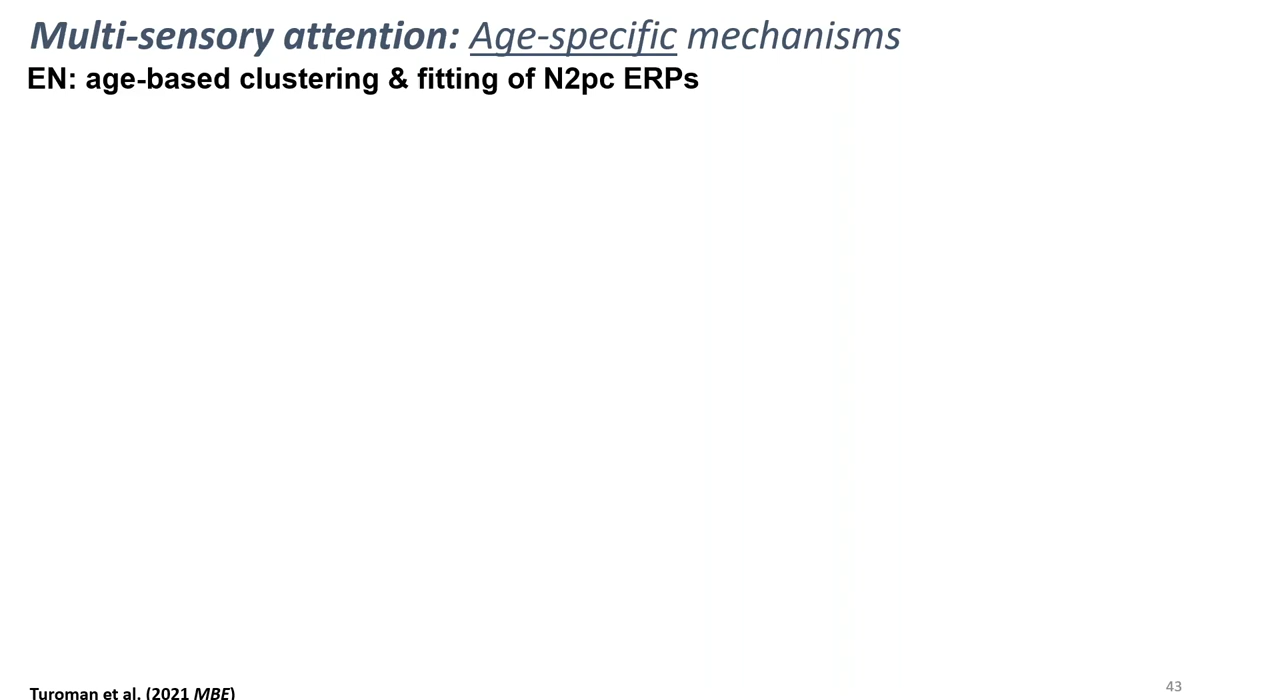 Multi-sensory attention: Age-specific mechanisms
EN: age-based clustering & fitting of N2pc ERPs
Turoman et al. (2021 MBE)
43